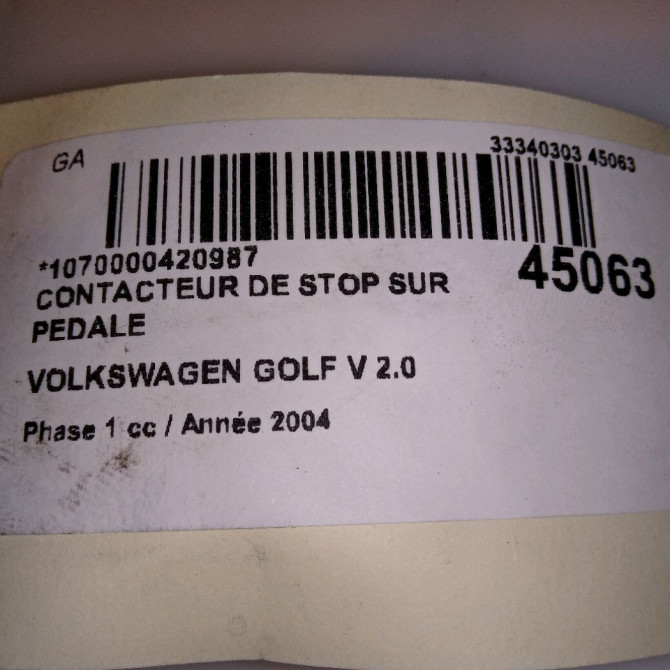 GA
33340303 45063
*1070000420987
45063
CONTACTEUR DE STOP SUR
PEDALE
VOLKSWAGEN GOLF V 2.0
Phase 1 cc / Année 2004